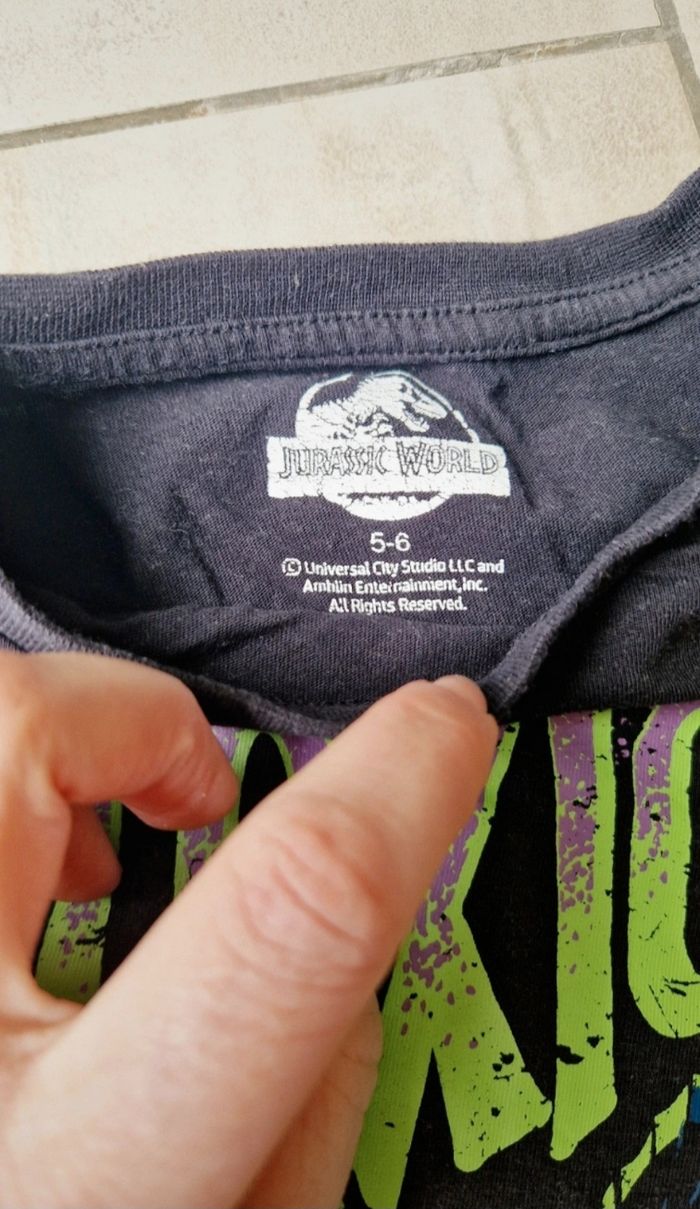 JURASSIC WORLD
5-6
© Universal City Studio LLC and
Amblin Entertainment, Inc.
All Rights Reserved.